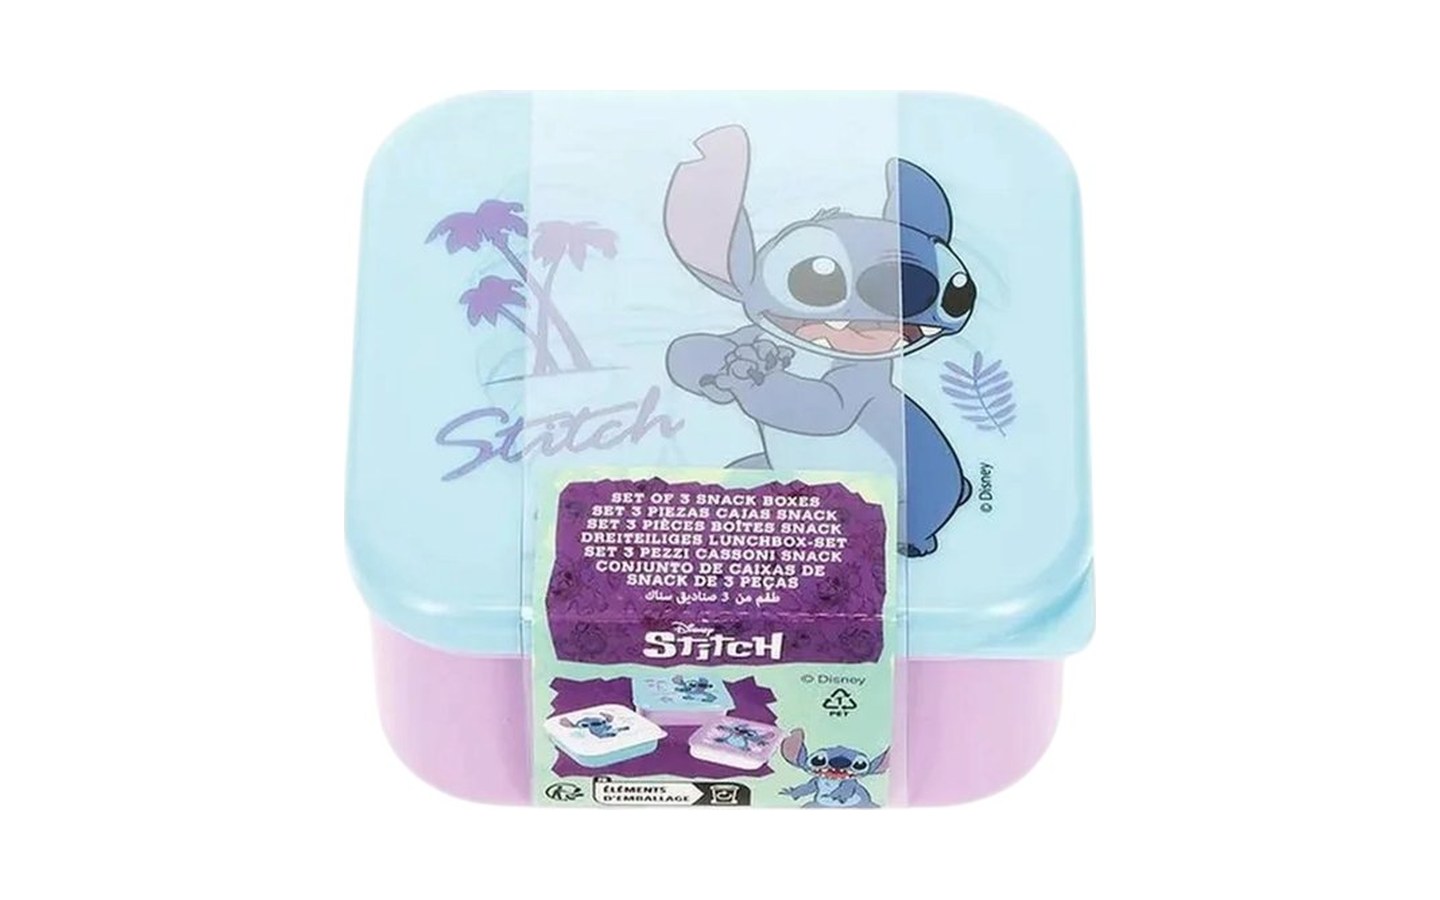 Stitch
© Disney
SET OF 3 SNACK BOXES
SET 3 PIEZAS CAJAS SNACK
SET 3 PIÈCES BOÎTES SNACK
DREITEILIGES LUNCHBOX-SET
SET 3 PEZZI CASSONI SNACK
CONJUNTO DE CAIXAS DE
SNACK DE 3 PEÇAS
طقم من 3 صناديق سناك
Disney
STITCH
© Disney
1
PET
FR
ÉLÉMENTS
D'EMBALLAGE